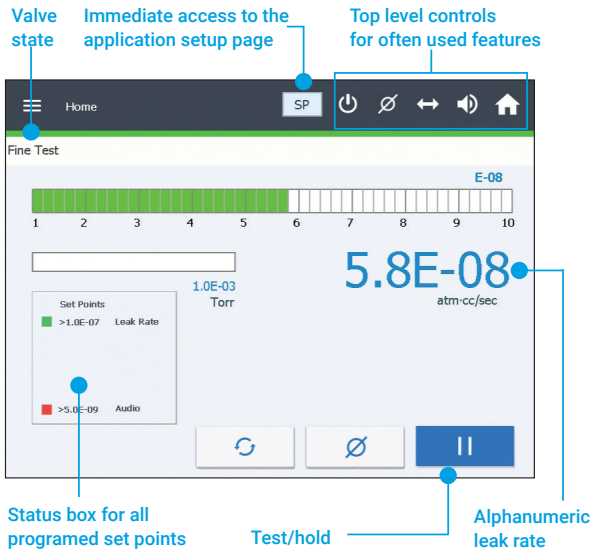 Valve
state
Immediate access to the
application setup page
Top level controls
for often used features
Home
SP
Fine Test
E-08
1 2 3 4 5 6 7 8 9 10
5.8E-08
atm·cc/sec
1.0E-03
Torr
Set Points
>1.0E-07 Leak Rate
>5.0E-09 Audio
Status box for all
programed set points
Test/hold
Alphanumeric
leak rate